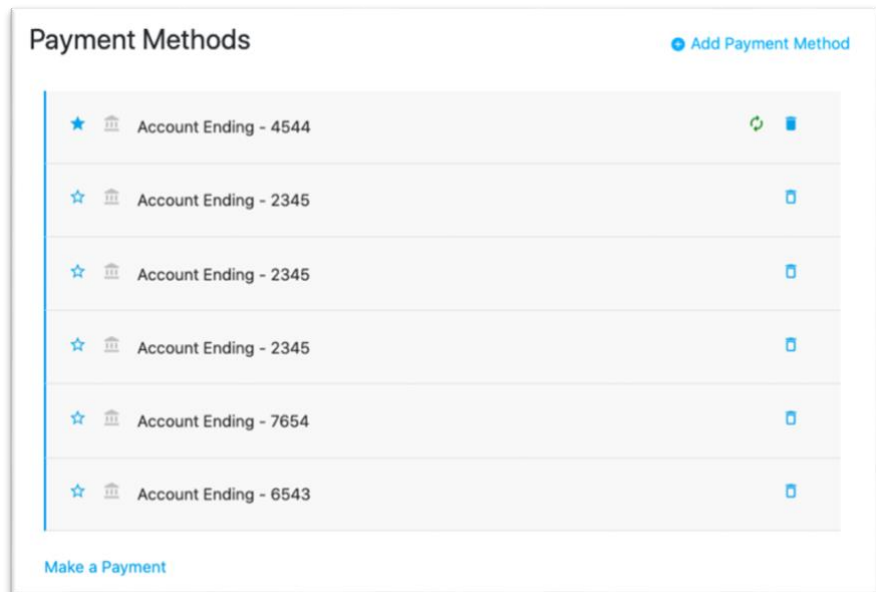 Payment Methods
Add Payment Method
Account Ending - 4544
Account Ending - 2345
Account Ending - 2345
Account Ending - 2345
Account Ending - 7654
Account Ending - 6543
Make a Payment